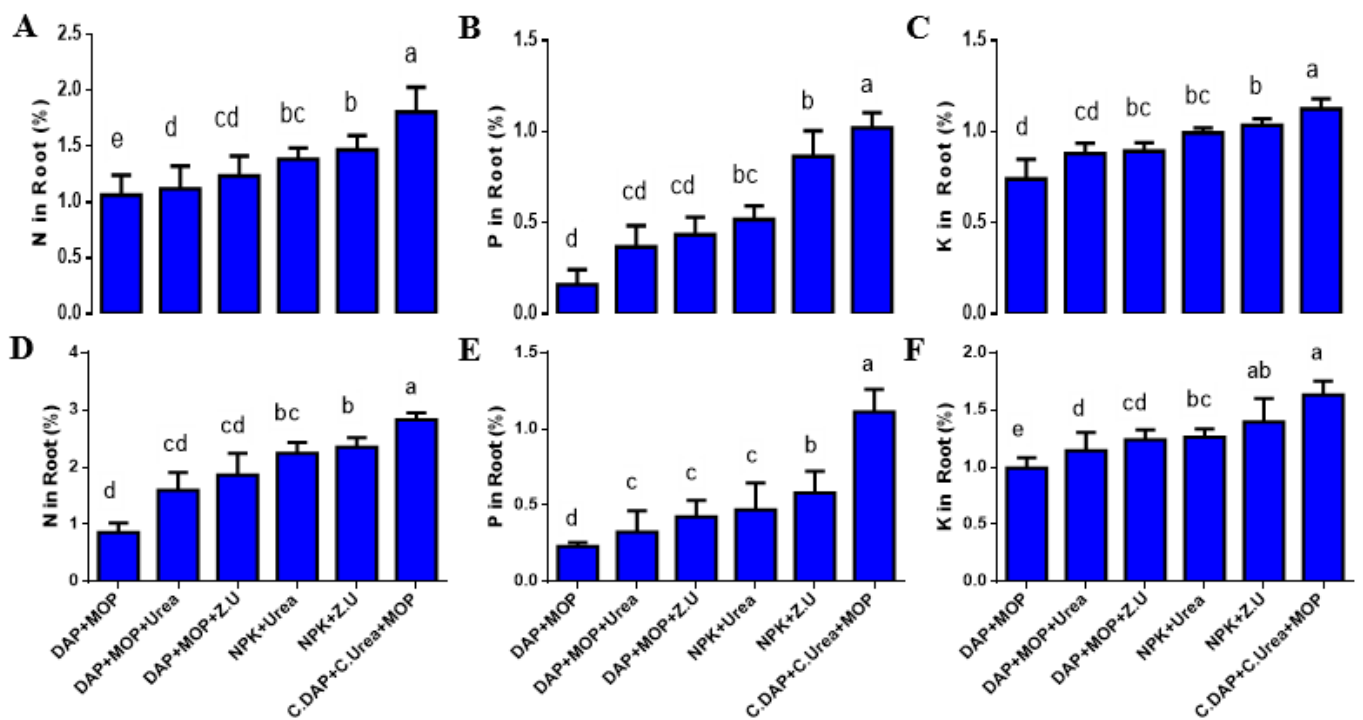 A
N in Root (%)
2.5
2.0
1.5
1.0
0.5
0.0
e
d
cd
bc
b
a
B
P in Root (%)
1.5
1.0
0.5
0.0
d
cd
cd
bc
b
a
C
K in Root (%)
1.5
1.0
0.5
0.0
d
cd
bc
bc
b
a
D
N in Root (%)
4
3
2
1
0
d
cd
cd
bc
b
a
DAP+MOP
DAP+MOP+Urea
DAP+MOP+Z.U
NPK+Urea
NPK+Z.U
C.DAP+C.Urea+MOP
E
P in Root (%)
1.5
1.0
0.5
0.0
d
c
c
c
b
a
DAP+MOP
DAP+MOP+Urea
DAP+MOP+Z.U
NPK+Urea
NPK+Z.U
C.DAP+C.Urea+MOP
F
K in Root (%)
2.0
1.5
1.0
0.5
0.0
e
d
cd
bc
ab
a
DAP+MOP
DAP+MOP+Urea
DAP+MOP+Z.U
NPK+Urea
NPK+Z.U
C.DAP+C.Urea+MOP